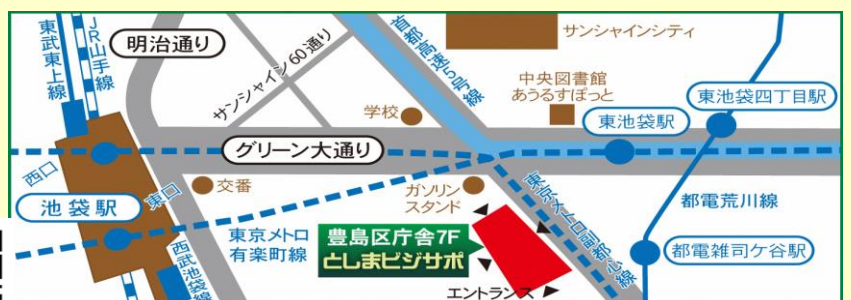 東武東上線
JR山手線
明治通り
サンシャイン60通り
首都高速5号線
サンシャインシティ
中央図書館
あうるすぽっと
学校
東池袋駅
東池袋四丁目駅
グリーン大通り
西口
池袋駅
東口
交番
ガソリン
スタンド
東京メトロ副都心線
都電荒川線
東京メトロ
有楽町線
豊島区庁舎7F
としまビジサポ
都電雑司ケ谷駅
西武池袋線
エントランス